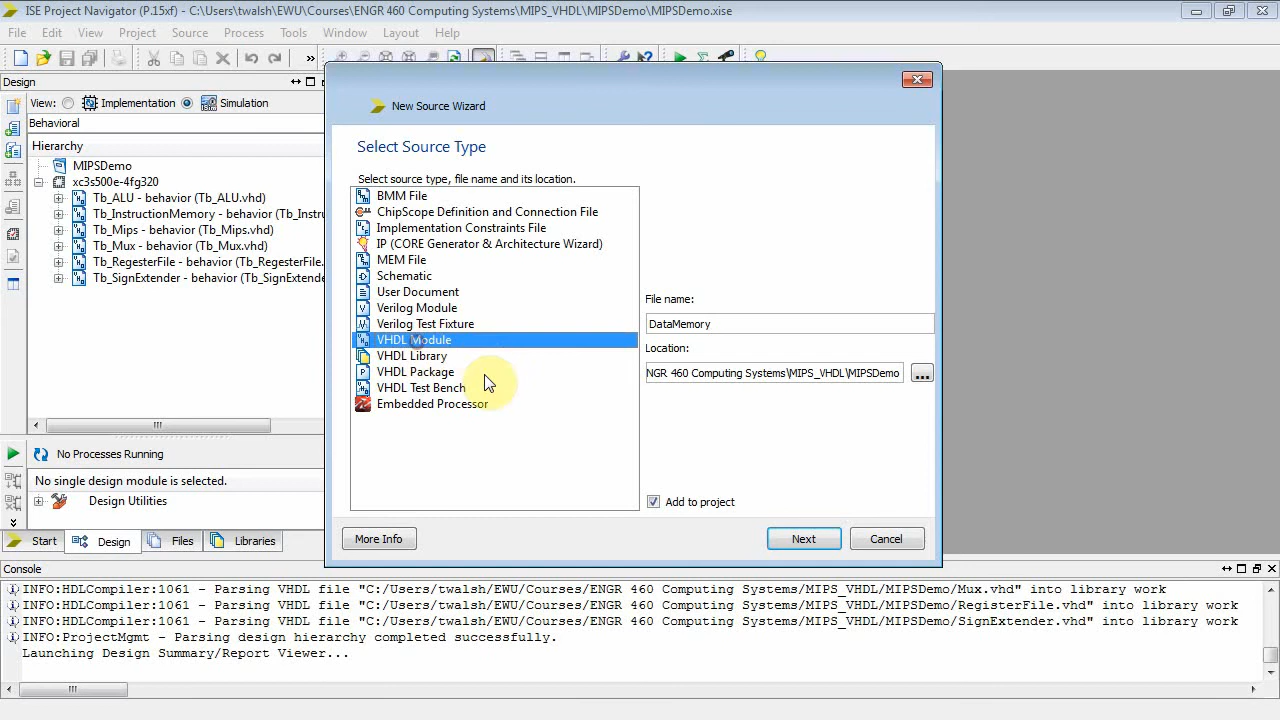 ISE Project Navigator (P.15xf) - C:\Users\twalsh\EWU\Courses\ENGR 460 Computing Systems\MIPS_VHDL\MIPSDemo\MIPSDemo.xise
File Edit View Project Source Process Tools Window Layout Help
»
Design
View: Implementation Simulation
Behavioral
Hierarchy
MIPSDemo
xc3s500e-4fg320
Tb_ALU - behavior (Tb_ALU.vhd)
Tb_InstructionMemory - behavior (Tb_Instru
Tb_Mips - behavior (Tb_Mips.vhd)
Tb_Mux - behavior (Tb_Mux.vhd)
Tb_RegesterFile - behavior (Tb_RegesterFile.
Tb_SignExtender - behavior (Tb_SignExtende
No Processes Running
No single design module is selected.
Design Utilities
Start Design Files Libraries
New Source Wizard
Select Source Type
Select source type, file name and its location.
BMM File
ChipScope Definition and Connection File
Implementation Constraints File
IP (CORE Generator & Architecture Wizard)
MEM File
Schematic
User Document
Verilog Module
Verilog Test Fixture
VHDL Module
VHDL Library
VHDL Package
VHDL Test Bench
Embedded Processor
File name:
DataMemory
Location:
NGR 460 Computing Systems\MIPS_VHDL\MIPSDemo
...
Add to project
More Info Next Cancel
Console
INFO:HDLCompiler:1061 - Parsing VHDL file "C:/Users/twalsh/EWU/Courses/ENGR 460 Computing Systems/MIPS_VHDL/MIPSDemo/Mux.vhd" into library work
INFO:HDLCompiler:1061 - Parsing VHDL file "C:/Users/twalsh/EWU/Courses/ENGR 460 Computing Systems/MIPS_VHDL/MIPSDemo/RegisterFile.vhd" into library work
INFO:HDLCompiler:1061 - Parsing VHDL file "C:/Users/twalsh/EWU/Courses/ENGR 460 Computing Systems/MIPS_VHDL/MIPSDemo/SignExtender.vhd" into library work
INFO:ProjectMgmt - Parsing design hierarchy completed successfully.
Launching Design Summary/Report Viewer...